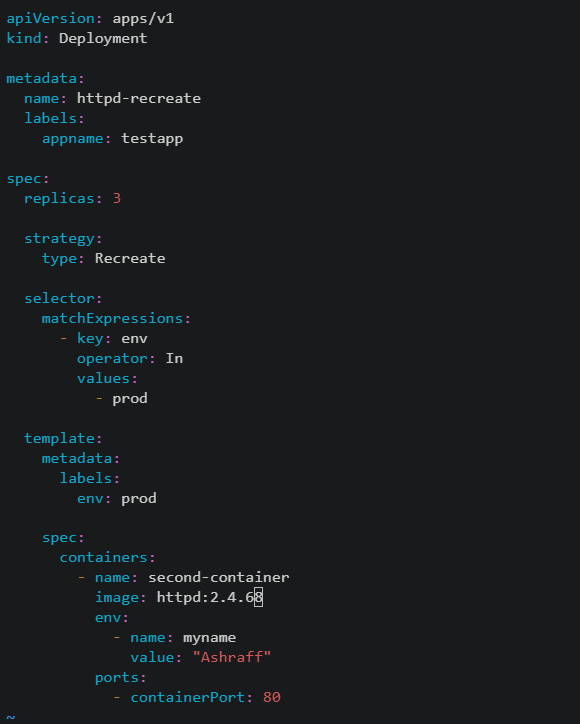 apiVersion: apps/v1
kind: Deployment
metadata:
  name: httpd-recreate
  labels:
    appname: testapp
spec:
  replicas: 3
  strategy:
    type: Recreate
  selector:
    matchExpressions:
      - key: env
        operator: In
        values:
          - prod
  template:
    metadata:
      labels:
        env: prod
    spec:
      containers:
        - name: second-container
          image: httpd:2.4.68
          env:
            - name: myname
              value: "Ashraff"
          ports:
            - containerPort: 80
~